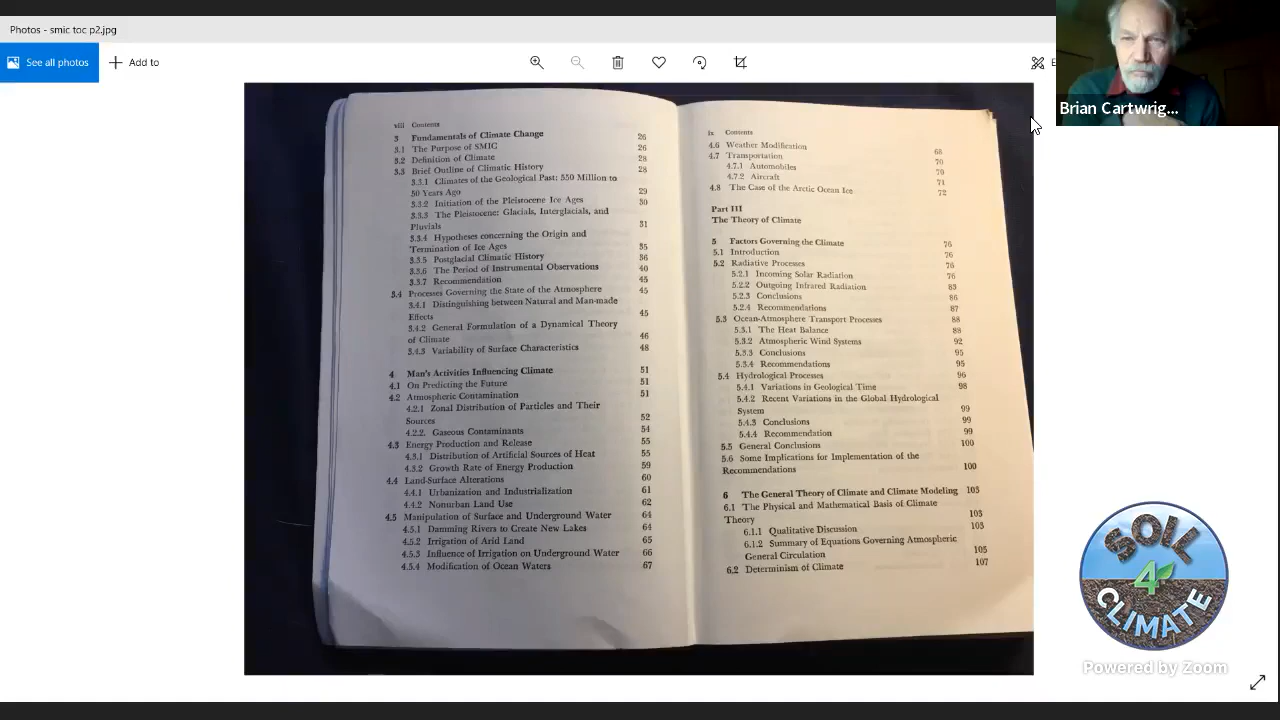 Photos - smic toc p2.jpg
See all photos
Add to
Brian Cartwrig...
viii Contents
3 Fundamentals of Climate Change 26
3.1 The Purpose of SMIC 26
3.2 Definition of Climate 28
3.3 Brief Outline of Climatic History 28
3.3.1 Climates of the Geological Past: 550 Million to
50 Years Ago 29
3.3.2 Initiation of the Pleistocene Ice Ages 30
3.3.3 The Pleistocene: Glacials, Interglacials, and
Pluvials 31
3.3.4 Hypotheses concerning the Origin and
Termination of Ice Ages 35
3.3.5 Postglacial Climatic History 36
3.3.6 The Period of Instrumental Observations 40
3.3.7 Recommendation 45
3.4 Processes Governing the State of the Atmosphere 45
3.4.1 Distinguishing between Natural and Man-made
Effects 45
3.4.2 General Formulation of a Dynamical Theory
of Climate 46
3.4.3 Variability of Surface Characteristics 48
4 Man's Activities Influencing Climate 51
4.1 On Predicting the Future 51
4.2 Atmospheric Contamination 51
4.2.1 Zonal Distribution of Particles and Their
Sources 52
4.2.2. Gaseous Contaminants 54
4.3 Energy Production and Release 55
4.3.1 Distribution of Artificial Sources of Heat 55
4.3.2 Growth Rate of Energy Production 59
4.4 Land-Surface Alterations 60
4.4.1 Urbanization and Industrialization 61
4.4.2 Nonurban Land Use 62
4.5 Manipulation of Surface and Underground Water 64
4.5.1 Damming Rivers to Create New Lakes 64
4.5.2 Irrigation of Arid Land 65
4.5.3 Influence of Irrigation on Underground Water 66
4.5.4 Modification of Ocean Waters 67
ix Contents
4.6 Weather Modification 68
4.7 Transportation 70
4.7.1 Automobiles 70
4.7.2 Aircraft 71
4.8 The Case of the Arctic Ocean Ice 72
Part III
The Theory of Climate
5 Factors Governing the Climate 76
5.1 Introduction 76
5.2 Radiative Processes 76
5.2.1 Incoming Solar Radiation 76
5.2.2 Outgoing Infrared Radiation 83
5.2.3 Conclusions 86
5.2.4 Recommendations 87
5.3 Ocean-Atmosphere Transport Processes 88
5.3.1 The Heat Balance 88
5.3.2 Atmospheric Wind Systems 92
5.3.3 Conclusions 95
5.3.4 Recommendations 95
5.4 Hydrological Processes 96
5.4.1 Variations in Geological Time 98
5.4.2 Recent Variations in the Global Hydrological
System 99
5.4.3 Conclusions 99
5.4.4 Recommendation 99
5.5 General Conclusions 100
5.6 Some Implications for Implementation of the
Recommendations 100
6 The General Theory of Climate and Climate Modeling 103
6.1 The Physical and Mathematical Basis of Climate
Theory 103
6.1.1 Qualitative Discussion 103
6.1.2 Summary of Equations Governing Atmospheric
General Circulation 105
6.2 Determinism of Climate 107
SOIL
4
CLIMATE
Powered by Zoom